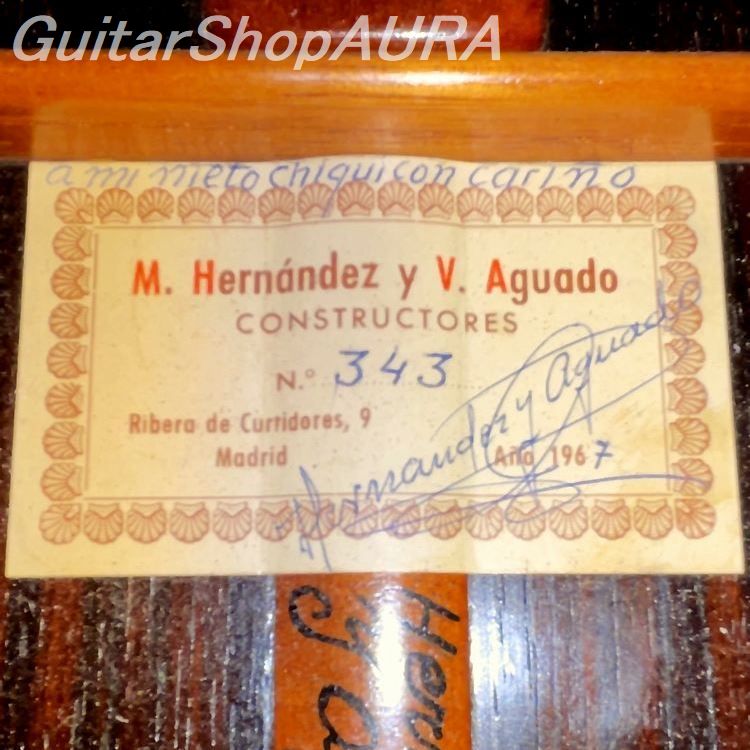 GuitarShopAURA
a mi nieto chiqui con cariño
M. Hernández y V. Aguado
CONSTRUCTORES
N.º 343
Ribera de Curtidores, 9
Madrid
Año 1967
Hernandez y Aguado
Her
y a